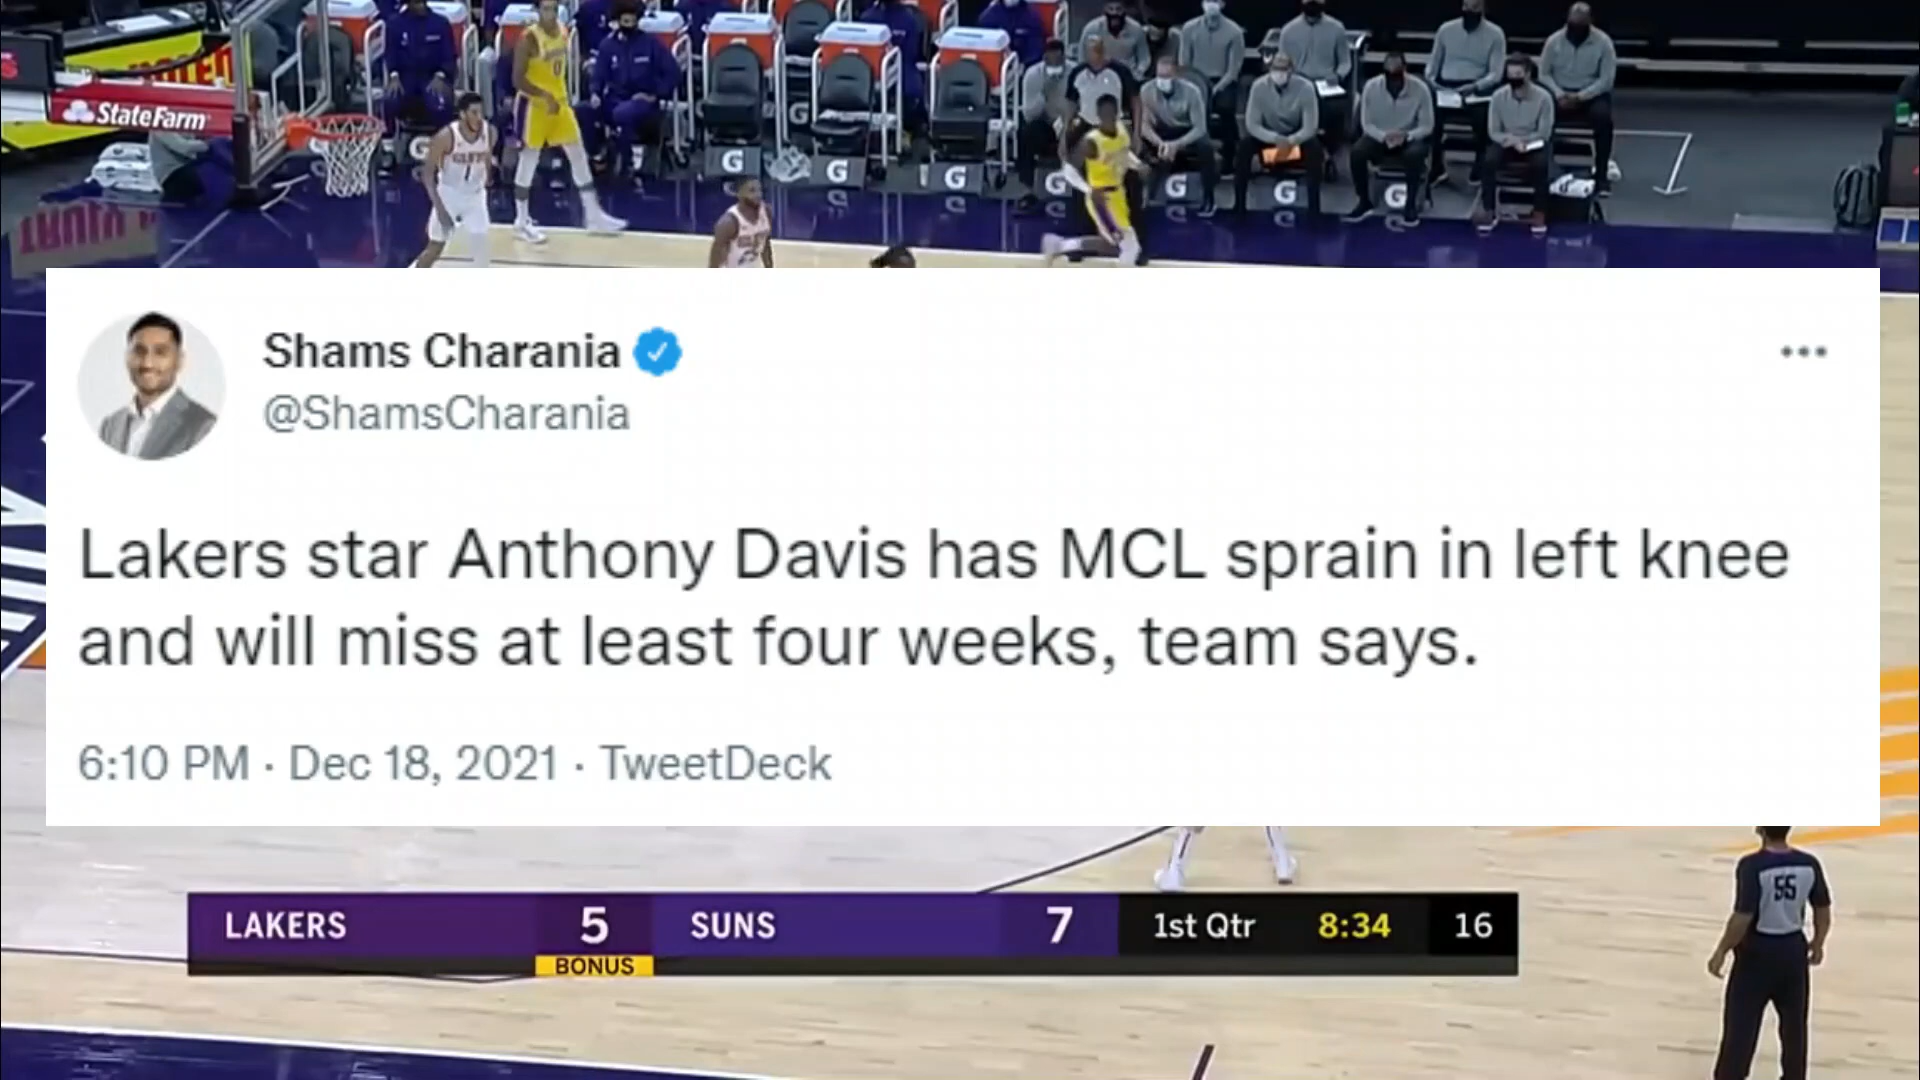 StateFarm
G G G G G G G G
1
0
Shams Charania
@ShamsCharania
Lakers star Anthony Davis has MCL sprain in left knee
and will miss at least four weeks, team says.
6:10 PM · Dec 18, 2021 · TweetDeck
55
LAKERS 5 SUNS 7 1st Qtr 8:34 16
BONUS